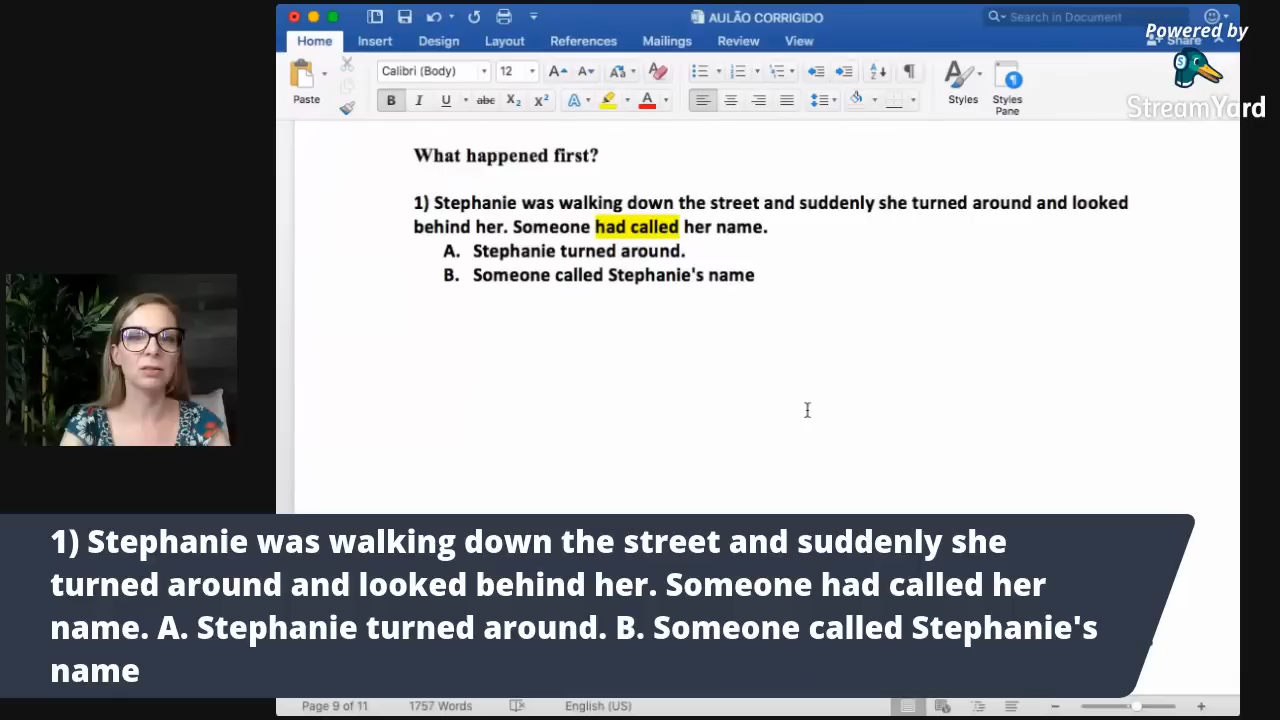 AULÃO CORRIGIDO
Search in Document
Powered by
StreamYard
Home Insert Design Layout References Mailings Review View Share
Paste
Calibri (Body) 12
Styles
Styles Pane
What happened first?
1) Stephanie was walking down the street and suddenly she turned around and looked
behind her. Someone had called her name.
A. Stephanie turned around.
B. Someone called Stephanie's name
1) Stephanie was walking down the street and suddenly she
turned around and looked behind her. Someone had called her
name. A. Stephanie turned around. B. Someone called Stephanie's
name
Page 9 of 11 1757 Words English (US)